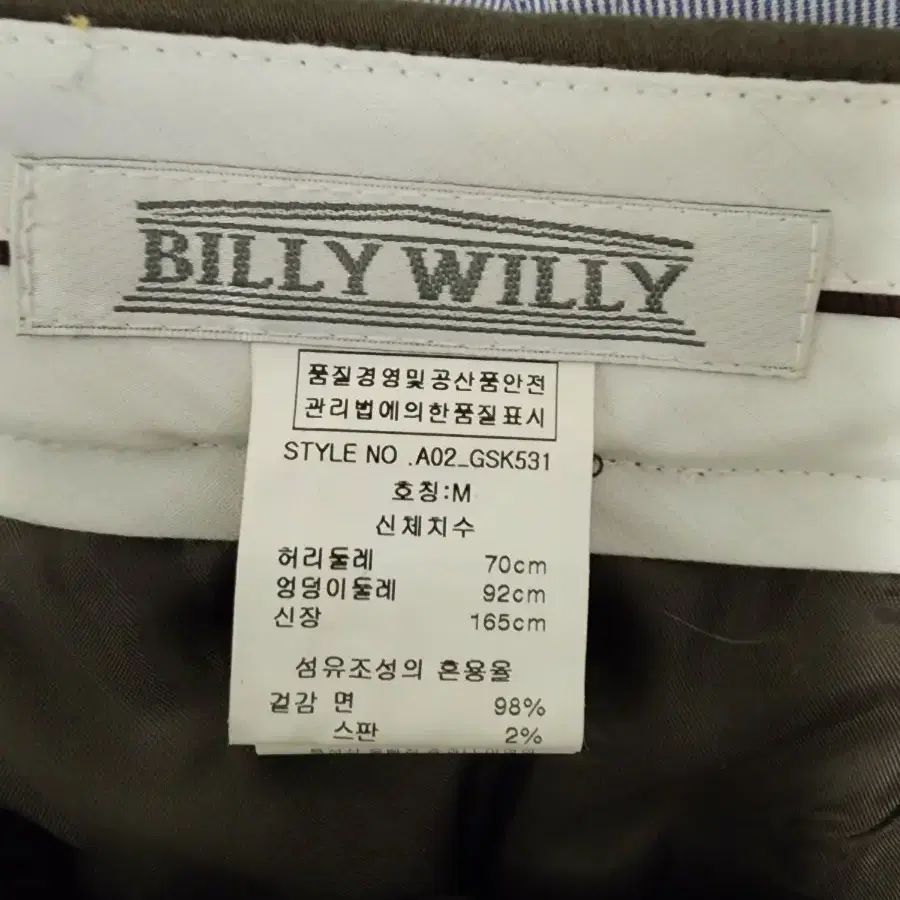 BILLY WILLY
품질경영및공산품안전
관리법에의한품질표시
STYLE NO .A02_GSK531
호칭:M
신체치수
허리둘레 70cm
엉덩이둘레 92cm
신장 165cm
섬유조성의 혼용율
겉감 면 98%
스판 2%